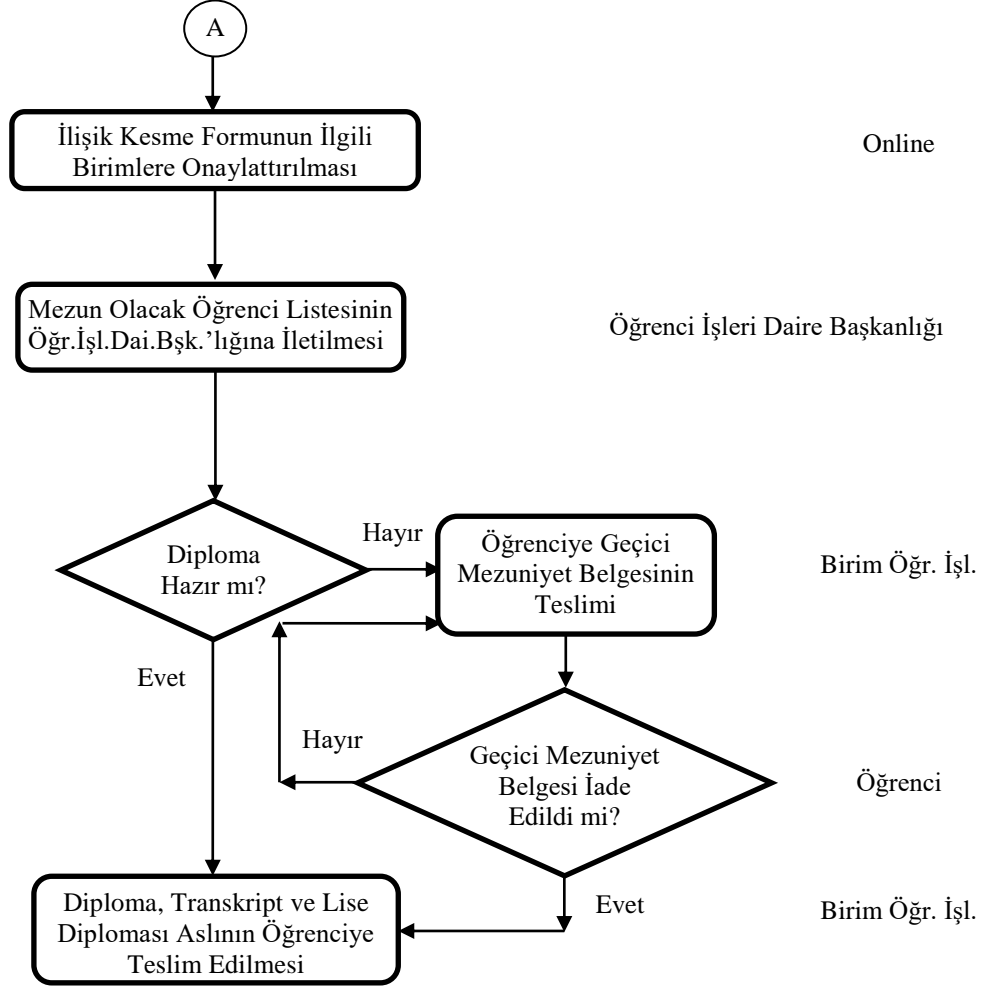 A
İlişik Kesme Formunun İlgili
Birimlere Onaylattırılması
Online
Mezun Olacak Öğrenci Listesinin
Öğr.İşl.Dai.Bşk.’lığına İletilmesi
Öğrenci İşleri Daire Başkanlığı
Diploma
Hazır mı?
Hayır
Öğrenciye Geçici
Mezuniyet Belgesinin
Teslimi
Birim Öğr. İşl.
Evet
Hayır
Geçici Mezuniyet
Belgesi İade
Edildi mi?
Öğrenci
Evet
Diploma, Transkript ve Lise
Diploması Aslının Öğrenciye
Teslim Edilmesi
Birim Öğr. İşl.